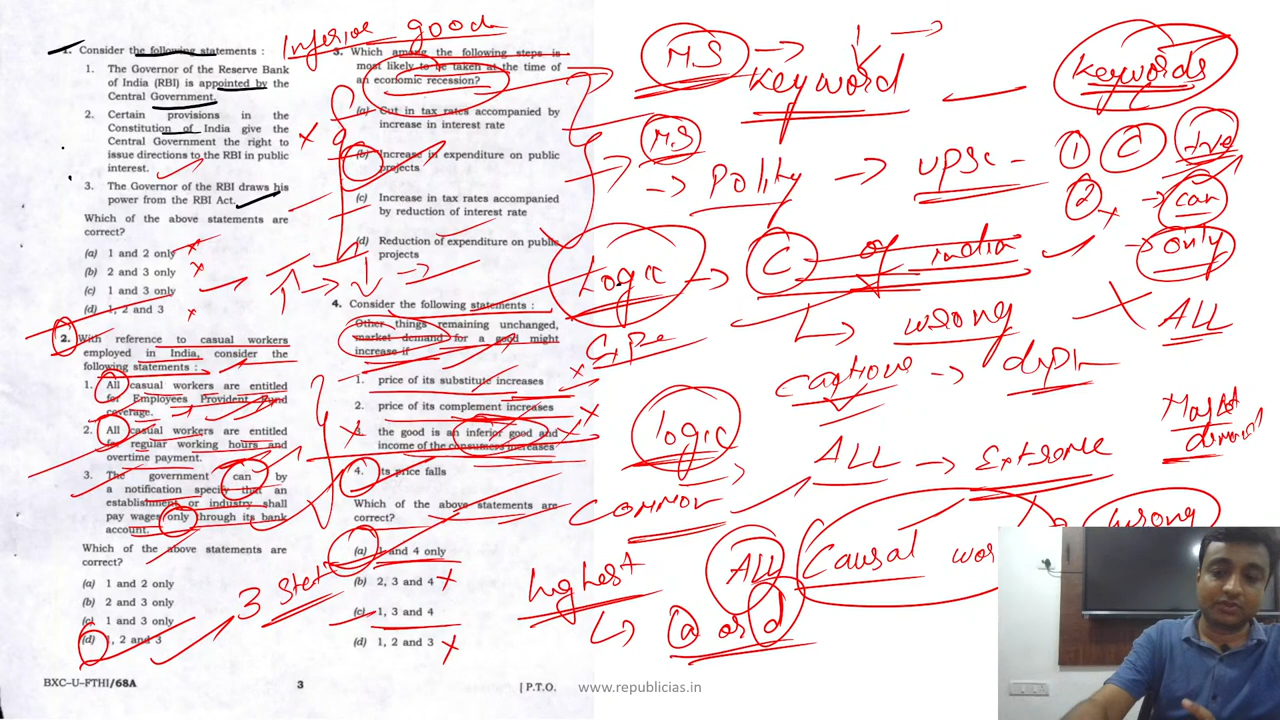 1. Consider the following statements :
1. The Governor of the Reserve Bank
of India (RBI) is appointed by the
Central Government.
2. Certain provisions in the
Constitution of India give the
Central Government the right to
issue directions to the RBI in public
interest.
3. The Governor of the RBI draws his
power from the RBI Act.
Which of the above statements are
correct?
(a) 1 and 2 only
(b) 2 and 3 only
(c) 1 and 3 only
(d) 1, 2 and 3
2. With reference to casual workers
employed in India, consider the
following statements :
1. All casual workers are entitled
for Employees Provident Fund
coverage.
2. All casual workers are entitled
for regular working hours and
overtime payment.
3. The government can by
a notification specify that an
establishment or industry shall
pay wages only through its bank
account.
Which of the above statements are
correct?
(a) 1 and 2 only
(b) 2 and 3 only
(c) 1 and 3 only
(d) 1, 2 and 3
BXC-U-FTHI/68A
Inferior good
3. Which among the following steps is
most likely to be taken at the time of
an economic recession?
(a) Cut in tax rates accompanied by
increase in interest rate
(b) Increase in expenditure on public
projects
(c) Increase in tax rates accompanied
by reduction of interest rate
(d) Reduction of expenditure on public
projects
4. Consider the following statements :
Other things remaining unchanged,
market demand for a good might
increase if
1. price of its substitute increases
2. price of its complement increases
3. the good is an inferior good and
income of the consumers increases
4. its price falls
Which of the above statements are
correct?
(a) 1 and 4 only
(b) 2, 3 and 4
(c) 1, 3 and 4
(d) 1, 2 and 3
3
[ P.T.O.
3 Stat
M.S
keyword
keywords
M.S
Polity
UPSC
1
C
2
can
Logic
C of india
only
wrong
ALL
logic
ALL
Extreme
Market
demand
common
highest
ALL
Causal wor
wrong
a or d
www.republicias.in